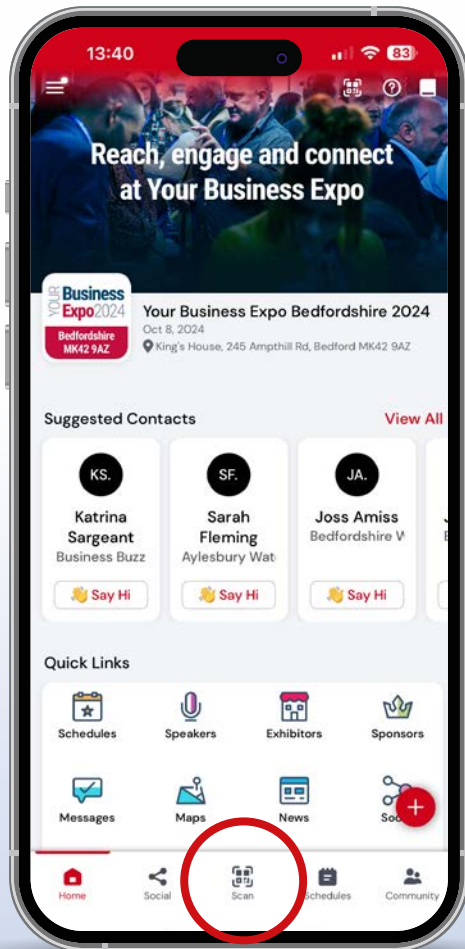 13:40
83
Reach, engage and connect
at Your Business Expo
YOUR
Business
Expo2024
Bedfordshire
MK42 9AZ
Your Business Expo Bedfordshire 2024
Oct 8, 2024
King's House, 245 Ampthill Rd, Bedford MK42 9AZ
Suggested Contacts View All
KS. SF. JA.
Katrina
Sargeant
Business Buzz
Sarah
Fleming
Aylesbury Wat
Joss Amiss
Bedfordshire
Say Hi Say Hi Say Hi
Quick Links
Schedules Speakers Exhibitors Sponsors
Messages Maps News
Home Social Scan Schedules Community